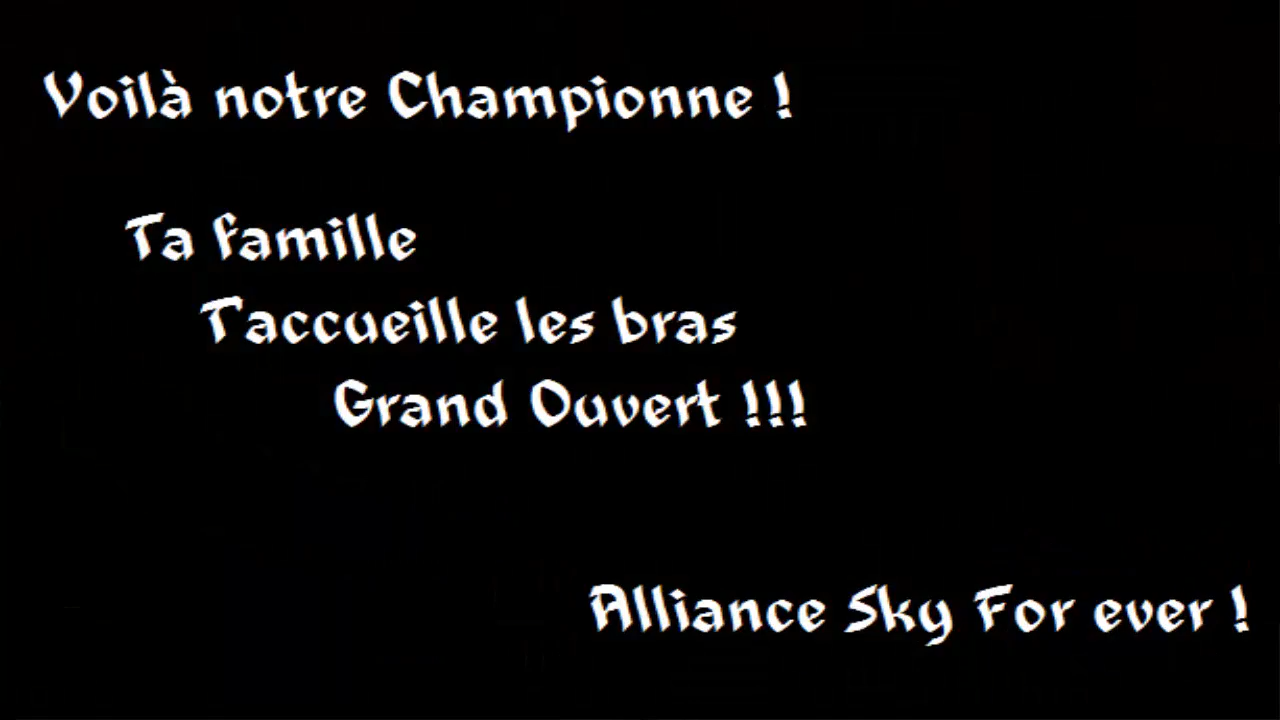 Voilà notre Championne !
Ta famille
T'accueille les bras
Grand Ouvert !!!
Alliance Sky For ever !